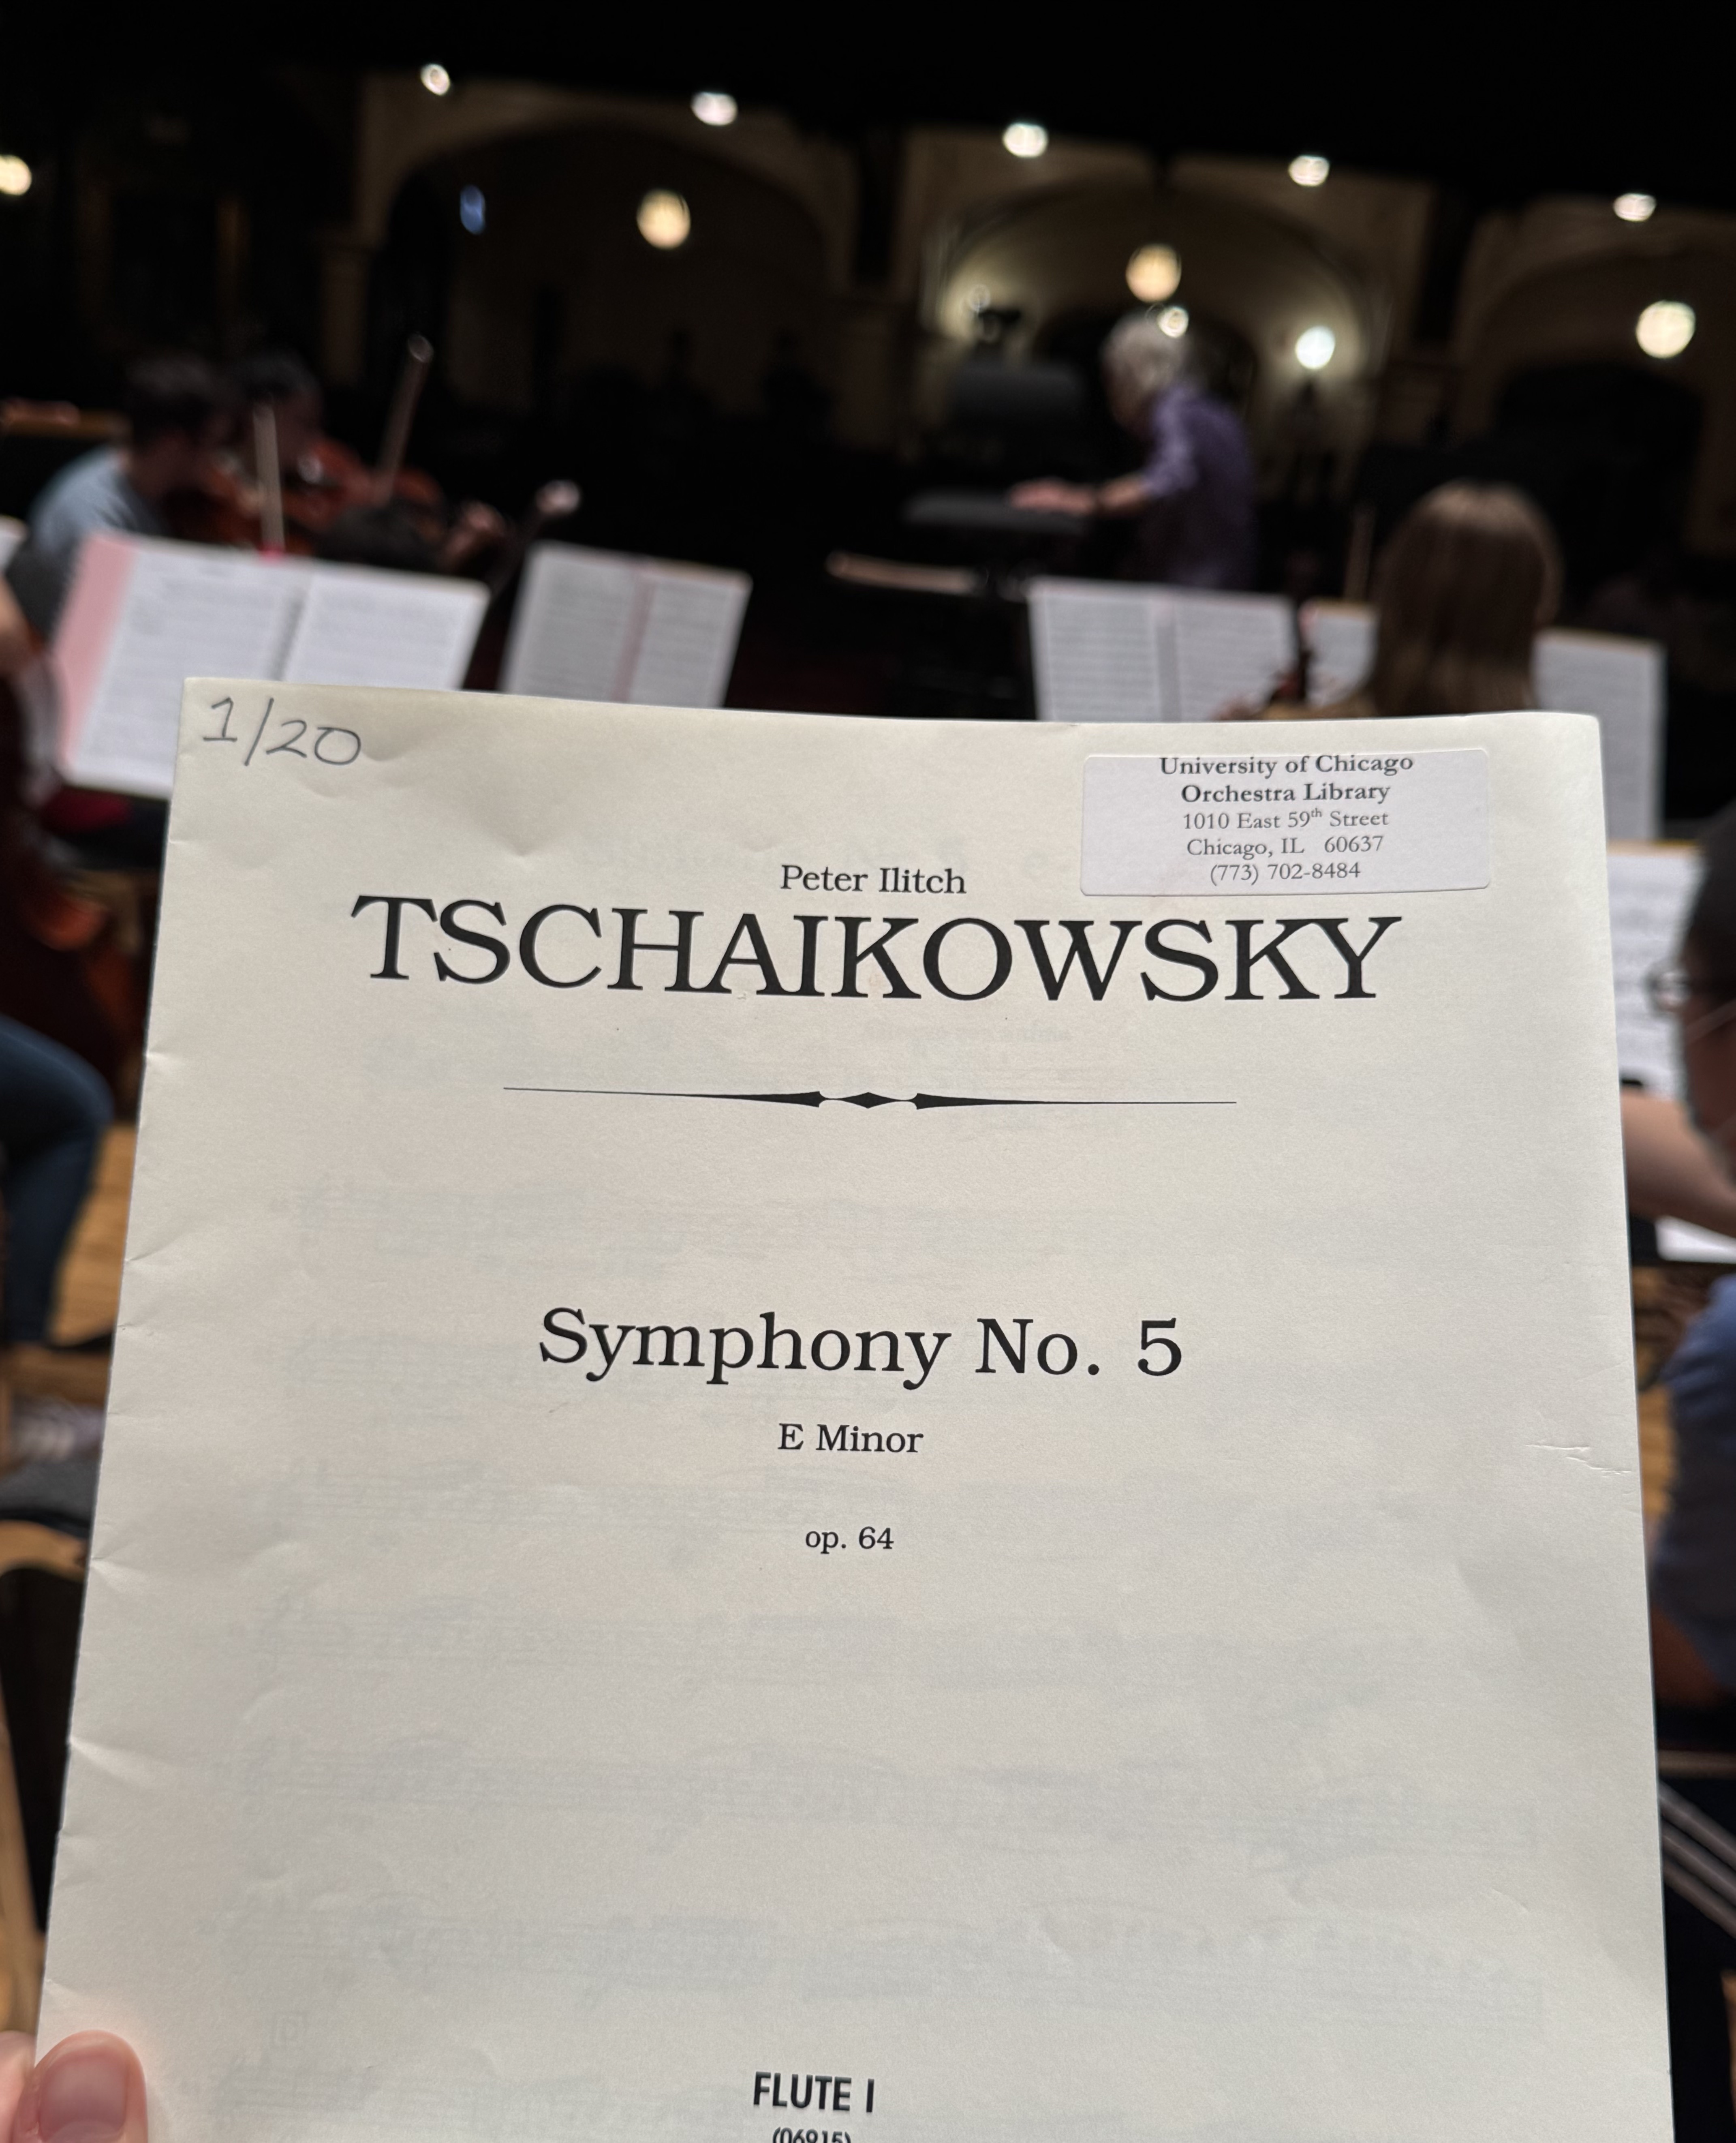 1/20
University of Chicago
Orchestra Library
1010 East 59th Street
Chicago, IL 60637
(773) 702-8484
Peter Ilitch
TSCHAIKOWSKY
Symphony No. 5
E Minor
op. 64
FLUTE I
(06915)